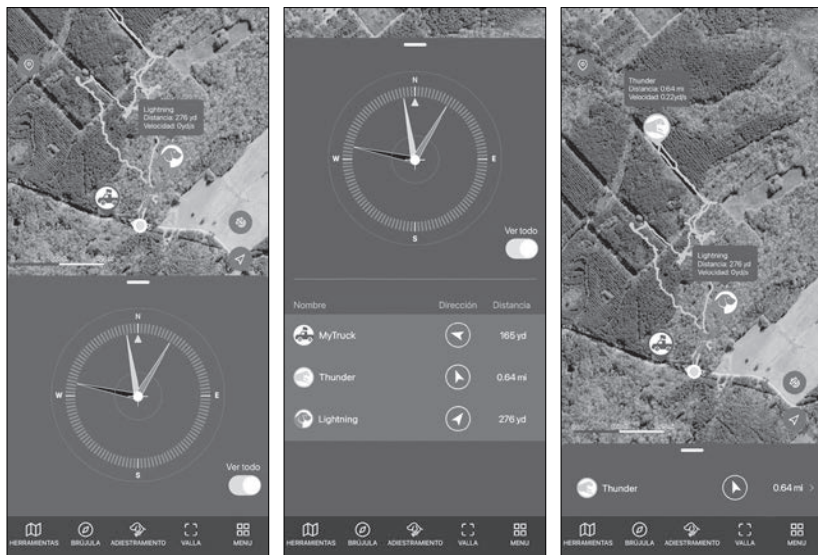 Lightning
Distancia: 276 yd
Velocidad: 0yd/s
N
W
E
S
Ver todo
HERRAMIENTAS
BRÚJULA
ADIESTRAMIENTO
VALLA
MENU
N
W
E
S
Ver todo
Nombre Dirección Distancia
MyTruck 165 yd
Thunder 0.64 mi
Lightning 276 yd
HERRAMIENTAS
BRÚJULA
ADIESTRAMIENTO
VALLA
MENU
Thunder
Distancia: 0.64 mi
Velocidad: 0.22yd/s
Lightning
Distancia: 276 yd
Velocidad: 0yd/s
Thunder 0.64 mi >
HERRAMIENTAS
BRÚJULA
ADIESTRAMIENTO
VALLA
MENU